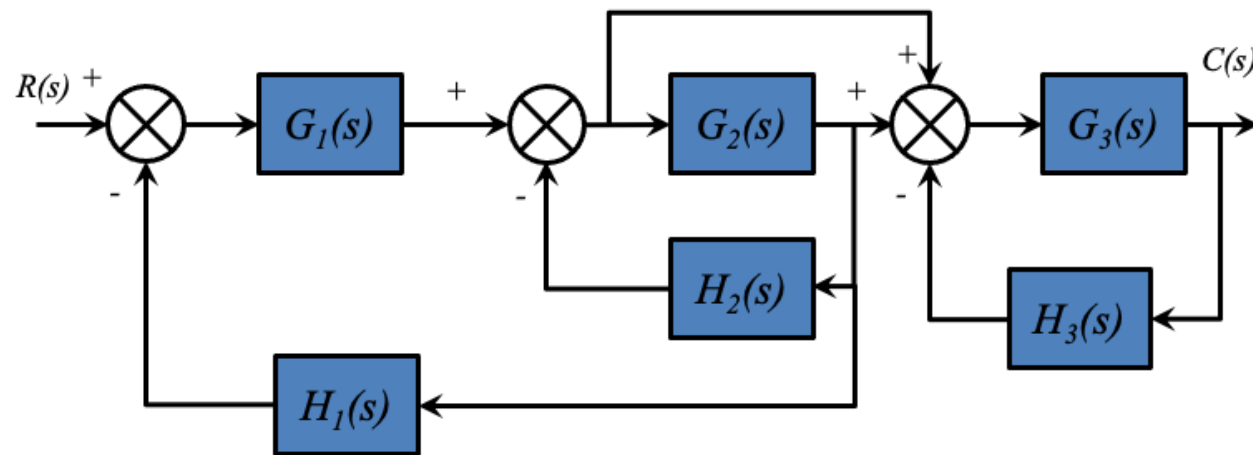 R(s)
+
G1(s)
+
-
G2(s)
-
+
+
G3(s)
C(s)
-
H2(s)
H3(s)
H1(s)